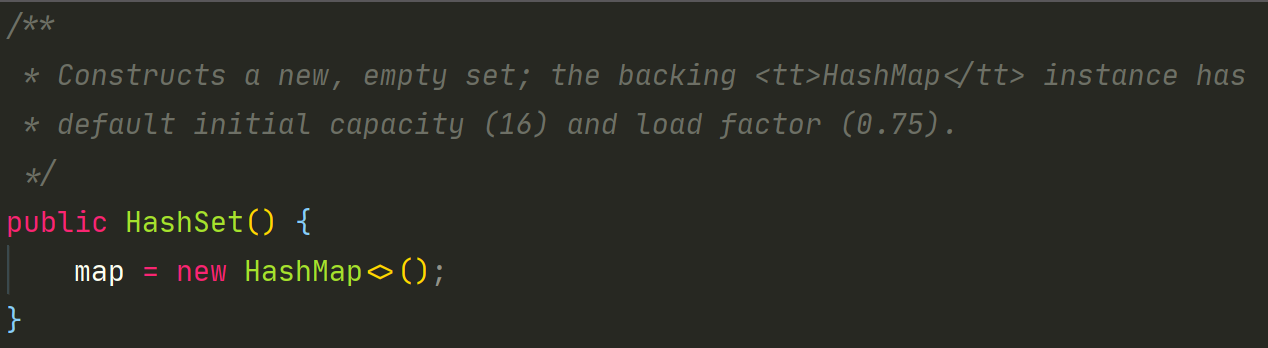 /**
 * Constructs a new, empty set; the backing <tt>HashMap</tt> instance has
 * default initial capacity (16) and load factor (0.75).
 */
public HashSet() {
    map = new HashMap<>();
}